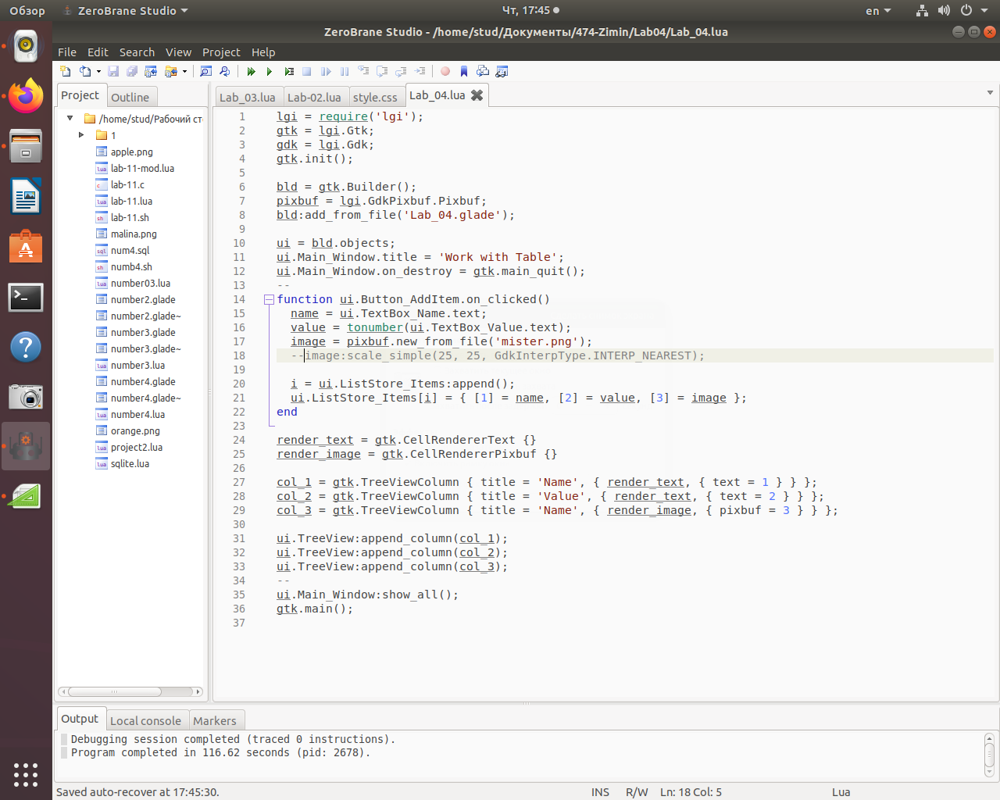 Обзор
ZeroBrane Studio
Чт, 17:45
en
ZeroBrane Studio - /home/stud/Документы/474-Zimin/Lab04/Lab_04.lua
File Edit Search View Project Help
Project Outline
Lab_03.lua Lab-02.lua style.css Lab_04.lua
/home/stud/Рабочий ст
1
apple.png
lab-11-mod.lua
lab-11.c
lab-11.lua
lab-11.sh
malina.png
num4.sql
numb4.sh
number03.lua
number2.glade
number2.glade~
number3.glade
number3.glade~
number3.lua
number4.glade
number4.glade~
number4.lua
orange.png
project2.lua
sqlite.lua
1 lgi = require('lgi');
2 gtk = lgi.Gtk;
3 gdk = lgi.Gdk;
4 gtk.init();
5
6 bld = gtk.Builder();
7 pixbuf = lgi.GdkPixbuf.Pixbuf;
8 bld:add_from_file('Lab_04.glade');
9
10 ui = bld.objects;
11 ui.Main_Window.title = 'Work with Table';
12 ui.Main_Window.on_destroy = gtk.main_quit();
13 --
14 function ui.Button_AddItem.on_clicked()
15   name = ui.TextBox_Name.text;
16   value = tonumber(ui.TextBox_Value.text);
17   image = pixbuf.new_from_file('mister.png');
18   --image:scale_simple(25, 25, GdkInterpType.INTERP_NEAREST);
19
20   i = ui.ListStore_Items:append();
21   ui.ListStore_Items[i] = { [1] = name, [2] = value, [3] = image };
22 end
23
24 render_text = gtk.CellRendererText {}
25 render_image = gtk.CellRendererPixbuf {}
26
27 col_1 = gtk.TreeViewColumn { title = 'Name', { render_text, { text = 1 } } };
28 col_2 = gtk.TreeViewColumn { title = 'Value', { render_text, { text = 2 } } };
29 col_3 = gtk.TreeViewColumn { title = 'Name', { render_image, { pixbuf = 3 } } };
30
31 ui.TreeView:append_column(col_1);
32 ui.TreeView:append_column(col_2);
33 ui.TreeView:append_column(col_3);
34 --
35 ui.Main_Window:show_all();
36 gtk.main();
37
Output Local console Markers
Debugging session completed (traced 0 instructions).
Program completed in 116.62 seconds (pid: 2678).
Saved auto-recover at 17:45:30.
INS R/W Ln: 18 Col: 5 Lua